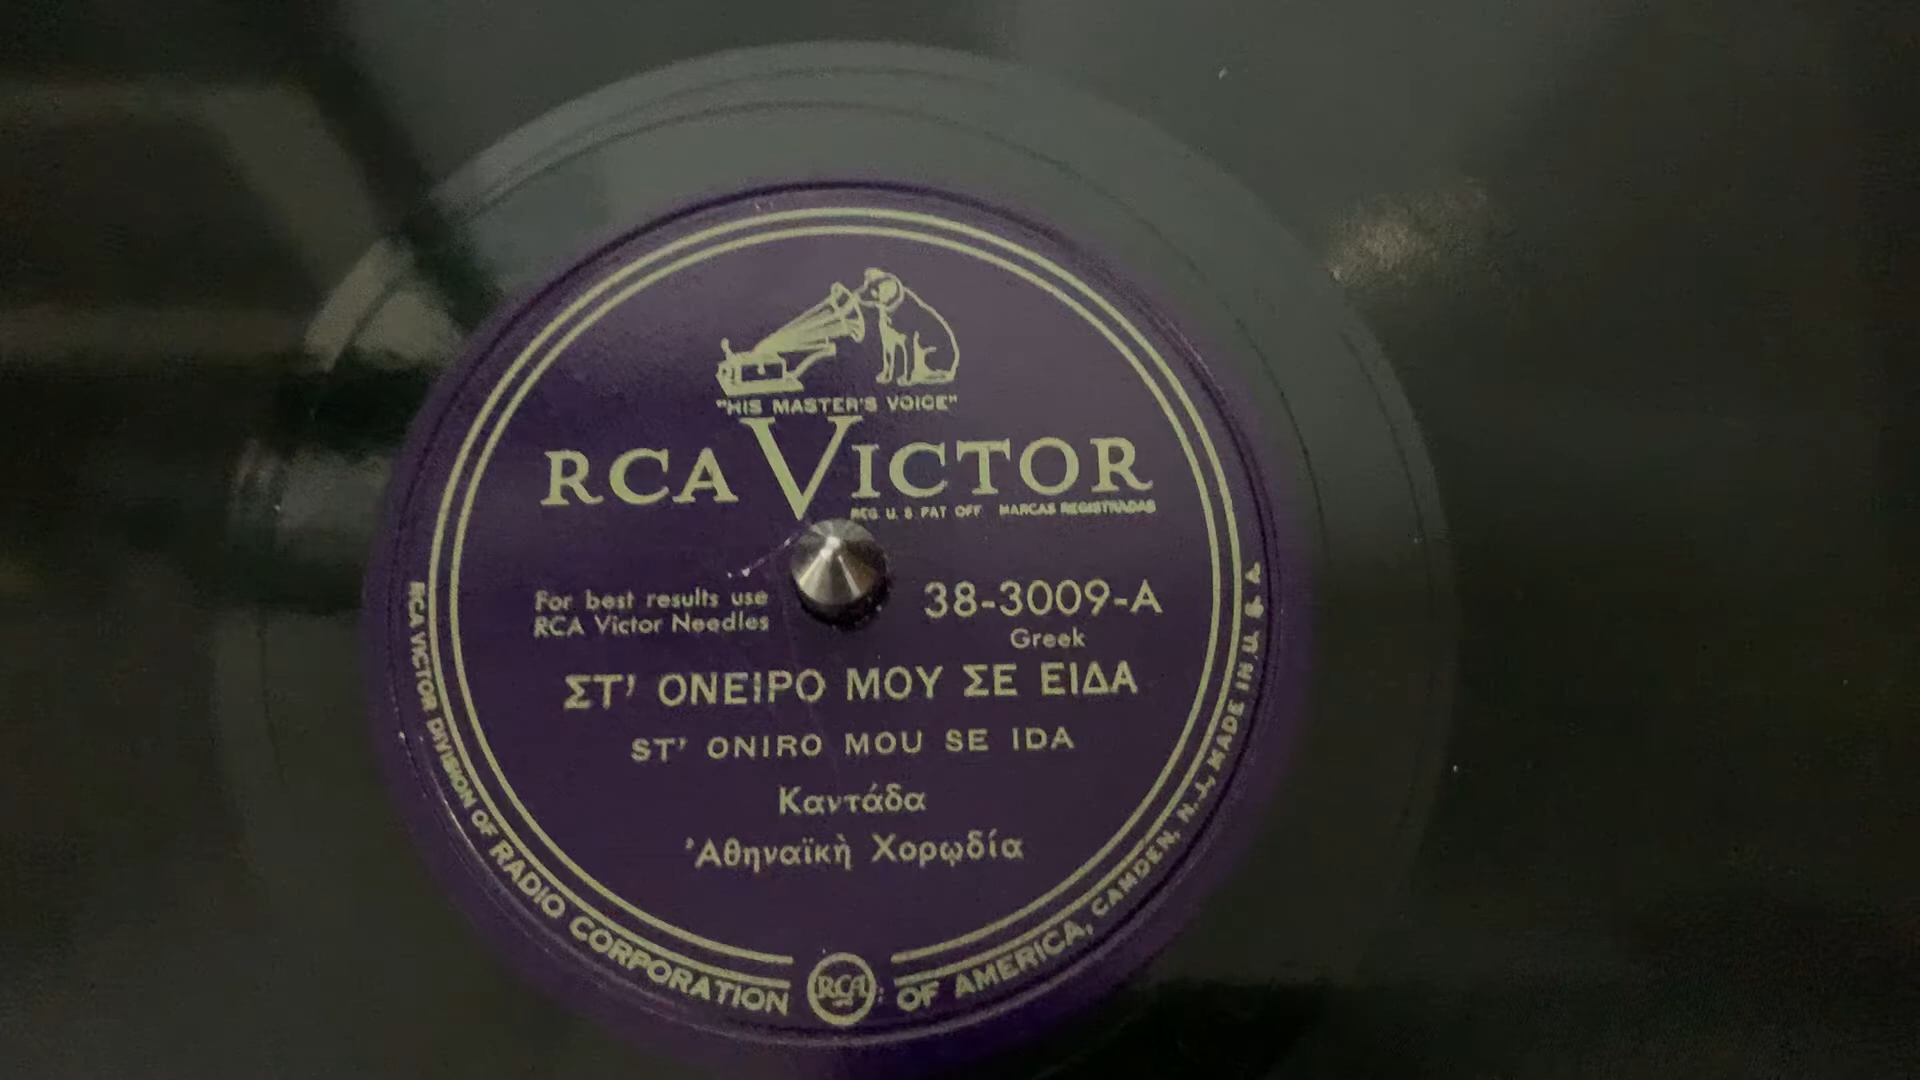 "HIS MASTER'S VOICE"
RCA VICTOR
REG. U. S. PAT. OFF. MARCAS REGISTRADAS
For best results use
RCA Victor Needles
38-3009-A
Greek
ΣΤ' ΟΝΕΙΡΟ ΜΟΥ ΣΕ ΕΙΔΑ
ST' ONIRO MOU SE IDA
Καντάδα
Ἀθηναϊκὴ Χορῳδία
RCA VICTOR DIVISION OF RADIO CORPORATION OF AMERICA, CAMDEN, N. J., MADE IN U. S. A.
RCA